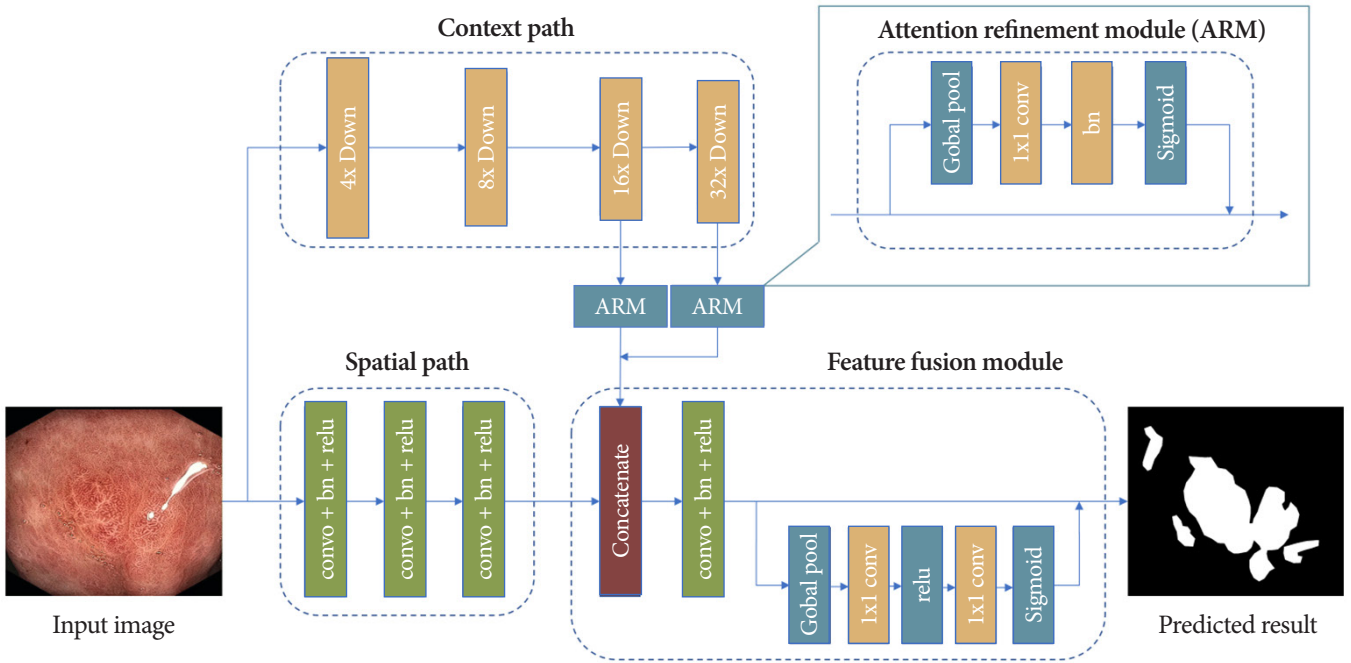 Context path
4x Down
8x Down
16x Down
32x Down
Attention refinement module (ARM)
Gobal pool
1x1 conv
bn
Sigmoid
ARM
ARM
Spatial path
convo + bn + relu
convo + bn + relu
convo + bn + relu
Feature fusion module
Concatenate
convo + bn + relu
Gobal pool
1x1 conv
relu
1x1 conv
Sigmoid
Input image
Predicted result